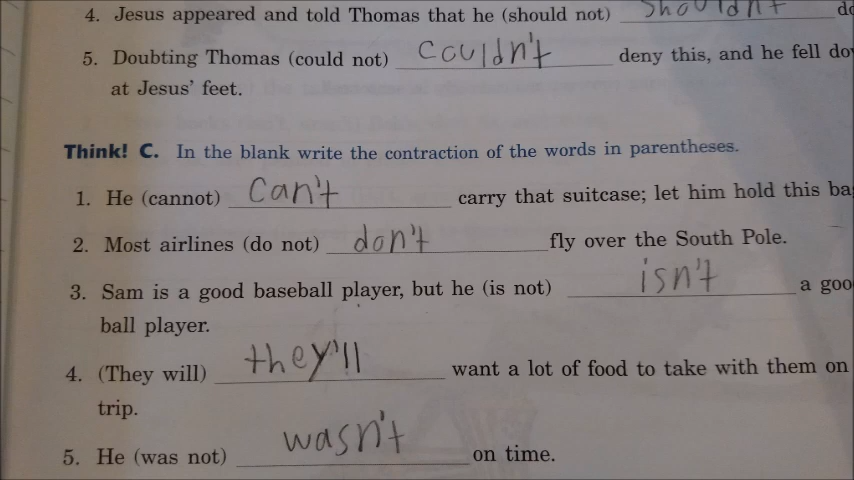 4. Jesus appeared and told Thomas that he (should not) shouldn't
5. Doubting Thomas (could not) couldn't deny this, and he fell
at Jesus' feet.
Think! C. In the blank write the contraction of the words in parentheses.
1. He (cannot) can't carry that suitcase; let him hold this
2. Most airlines (do not) don't fly over the South Pole.
3. Sam is a good baseball player, but he (is not) isn't a
ball player.
4. (They will) they'll want a lot of food to take with them on
trip.
5. He (was not) wasn't on time.